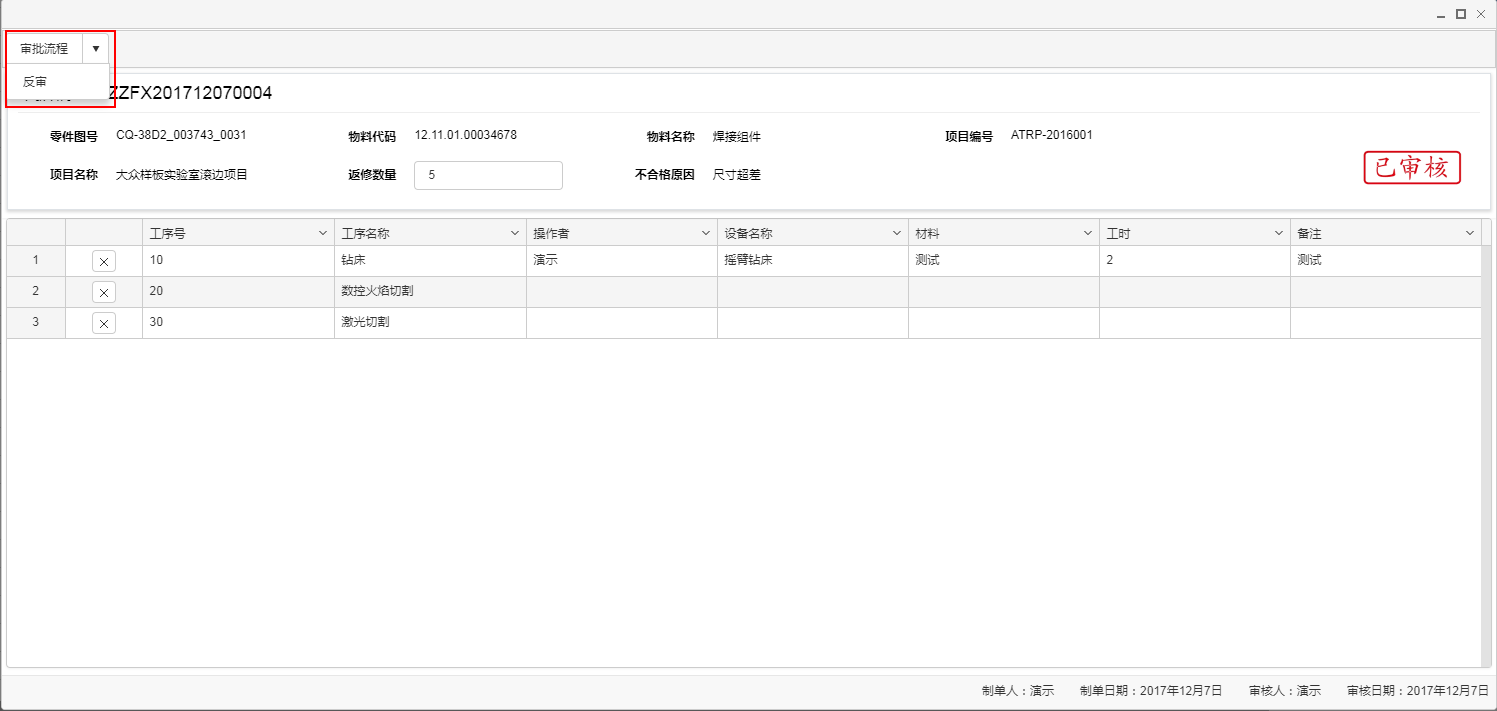 审批流程 ▼
反审
ZZFX201712070004
零件图号 CQ-38D2_003743_0031 物料代码 12.11.01.00034678 物料名称 焊接组件 项目编号 ATRP-2016001
项目名称 大众样板实验室滚边项目 返修数量 5 不合格原因 尺寸超差
已审核
工序号 工序名称 操作者 设备名称 材料 工时 备注
1 10 钻床 演示 摇臂钻床 测试 2 测试
2 20 数控火焰切割
3 30 激光切割
制单人：演示 制单日期：2017年12月7日 审核人：演示 审核日期：2017年12月7日